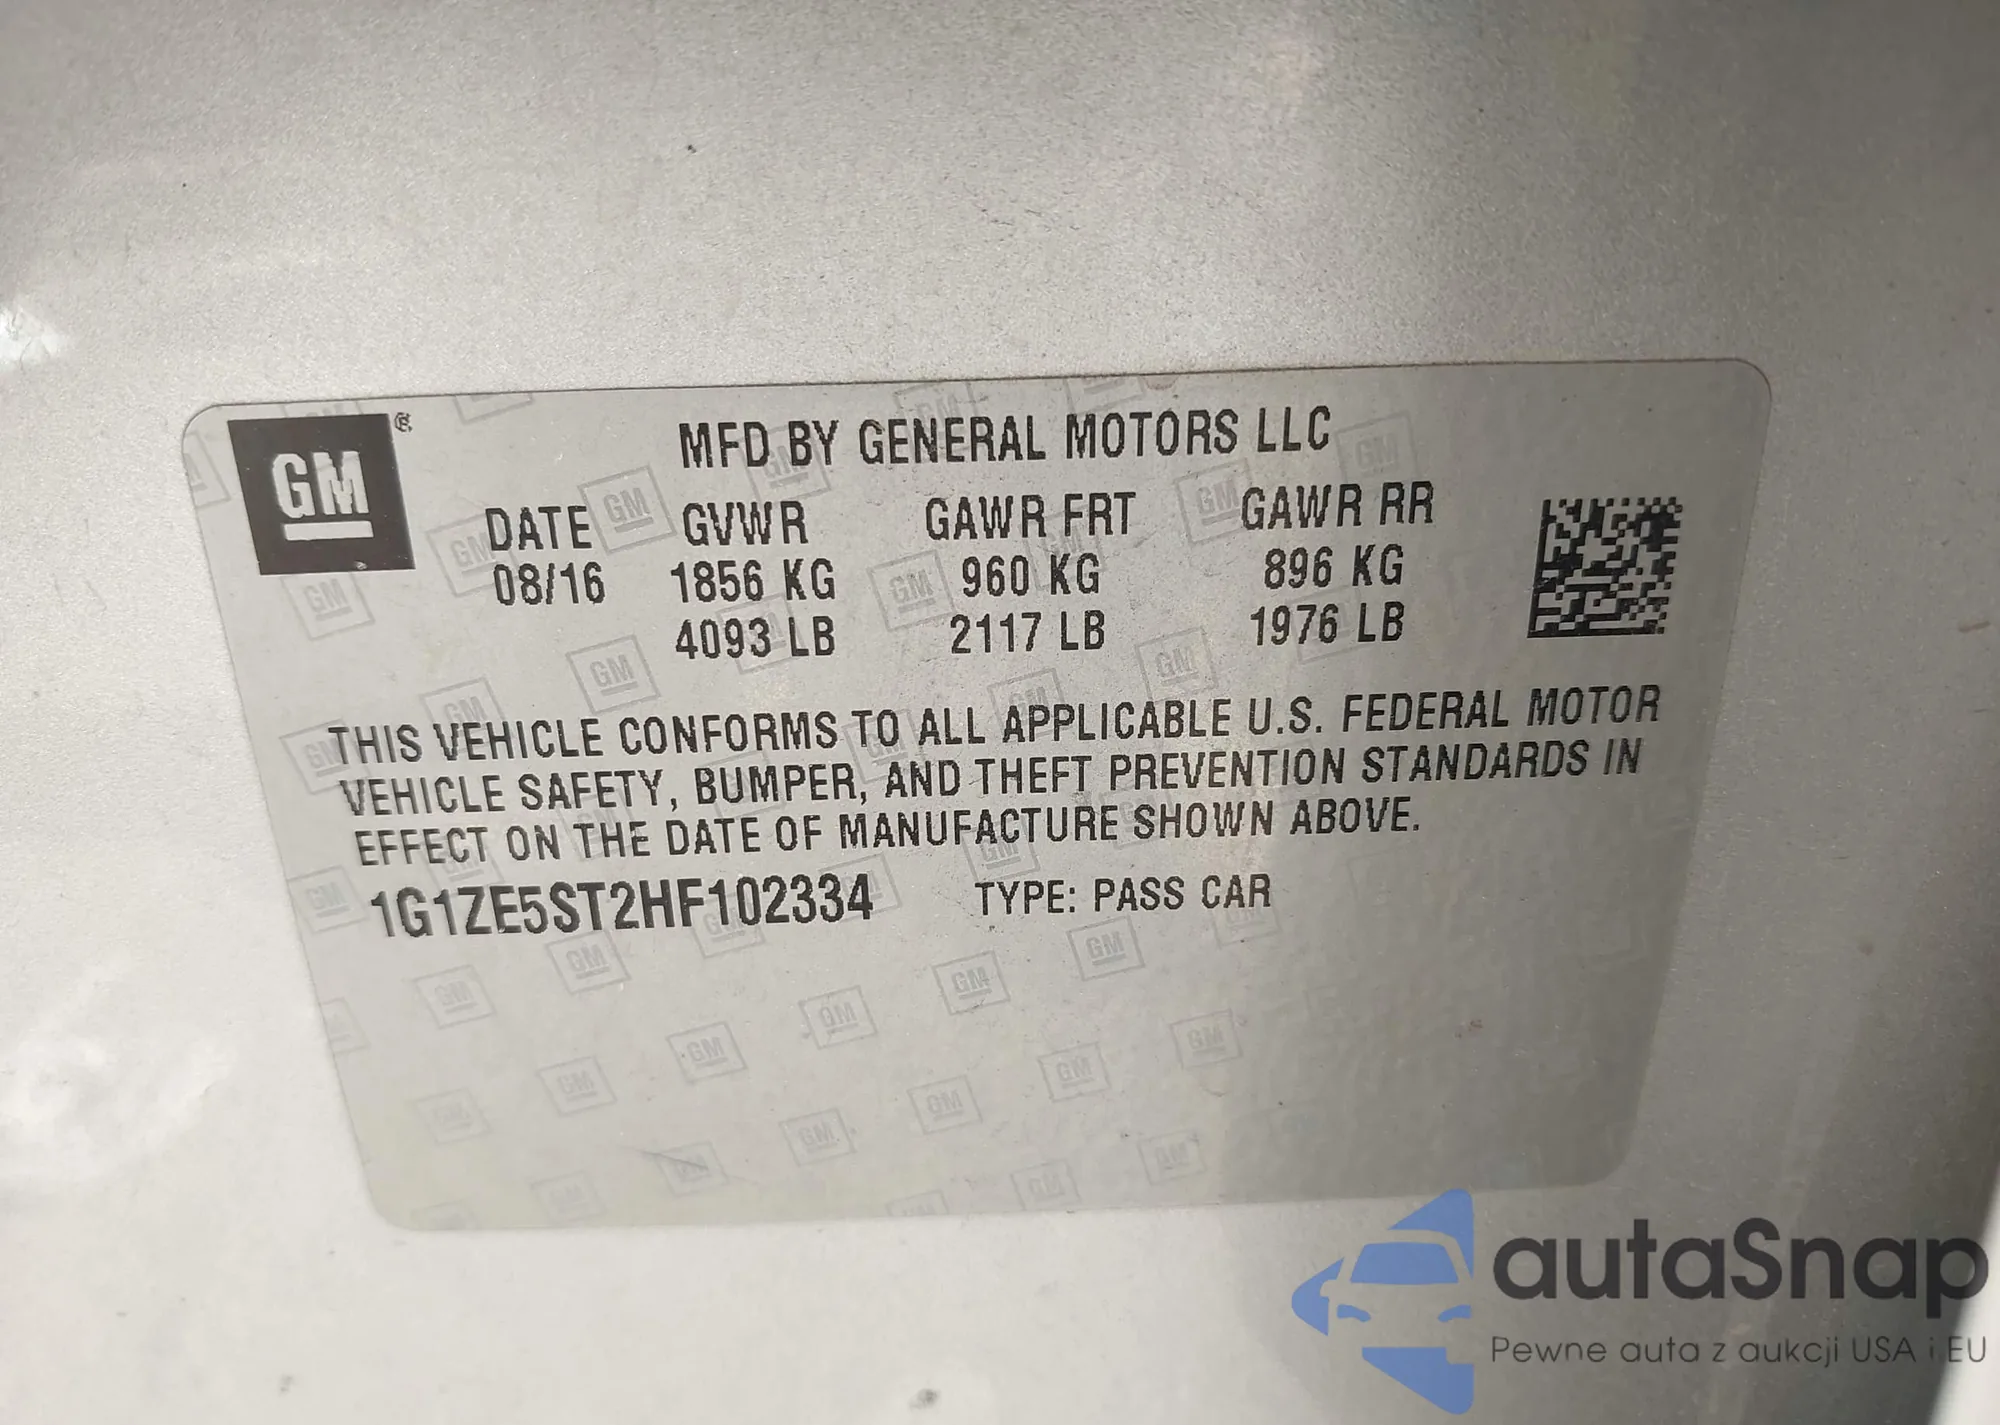 GM
MFD BY GENERAL MOTORS LLC
DATE GVWR GAWR FRT GAWR RR
08/16 1856 KG 960 KG 896 KG
4093 LB 2117 LB 1976 LB
THIS VEHICLE CONFORMS TO ALL APPLICABLE U.S. FEDERAL MOTOR
VEHICLE SAFETY, BUMPER, AND THEFT PREVENTION STANDARDS IN
EFFECT ON THE DATE OF MANUFACTURE SHOWN ABOVE.
1G1ZE5ST2HF102334 TYPE: PASS CAR
autaSnap
Pewne auta z aukcji USA i EU